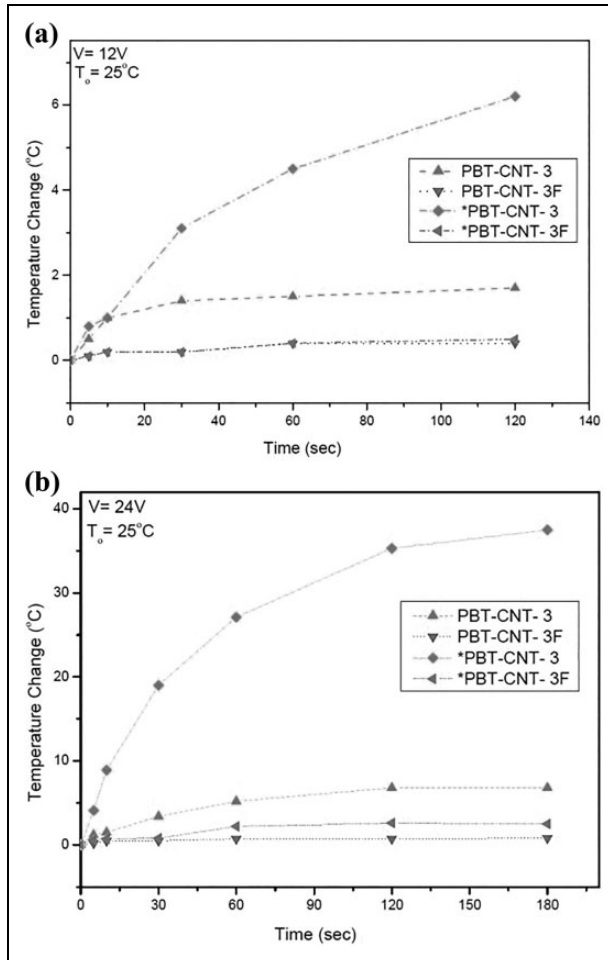 (a)
V= 12V
T₀= 25°C
6
4
2
0
Temperature Change (°C)
PBT-CNT- 3
PBT-CNT- 3F
*PBT-CNT- 3
*PBT-CNT- 3F
0 20 40 60 80 100 120 140
Time (sec)
(b)
V= 24V
T₀= 25°C
40
30
20
10
0
Temperature Change (°C)
PBT-CNT- 3
PBT-CNT- 3F
*PBT-CNT- 3
*PBT-CNT- 3F
0 30 60 90 120 150 180
Time (sec)